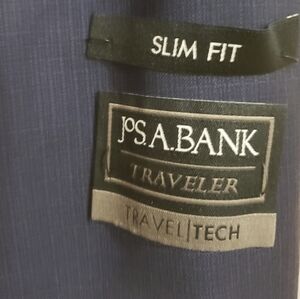 SLIM FIT
JOS.A.BANK
TRAVELER
TRAVEL|TECH